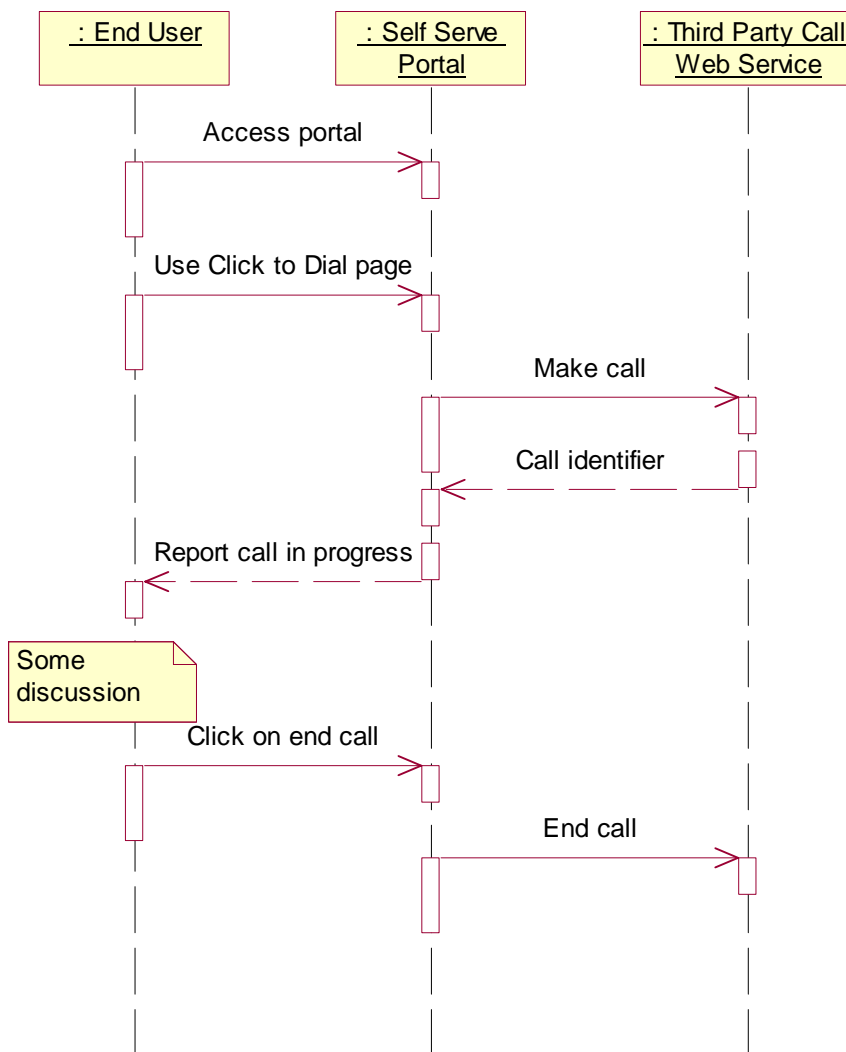 : End User
: Self Serve
Portal
: Third Party Call
Web Service
Access portal
Use Click to Dial page
Make call
Call identifier
Report call in progress
Some
discussion
Click on end call
End call